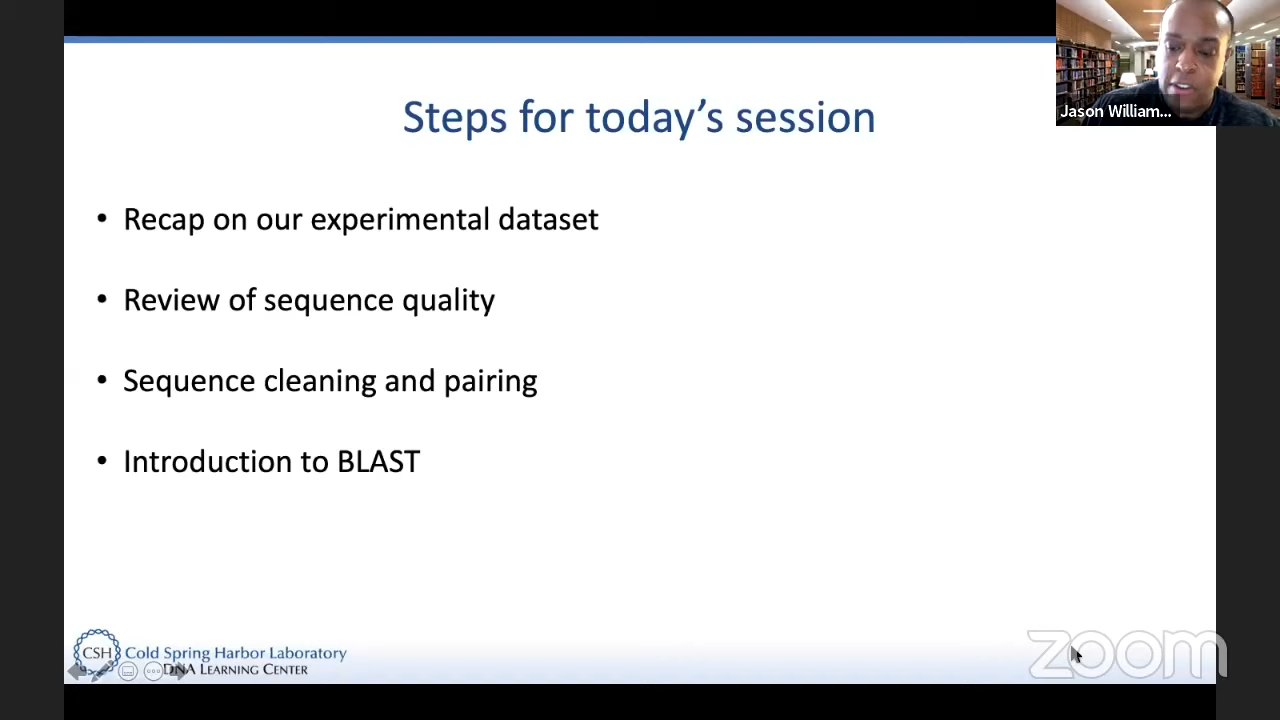 Steps for today's session
Jason William...
• Recap on our experimental dataset
• Review of sequence quality
• Sequence cleaning and pairing
• Introduction to BLAST
CSH
Cold Spring Harbor Laboratory
DNA LEARNING CENTER
zoom